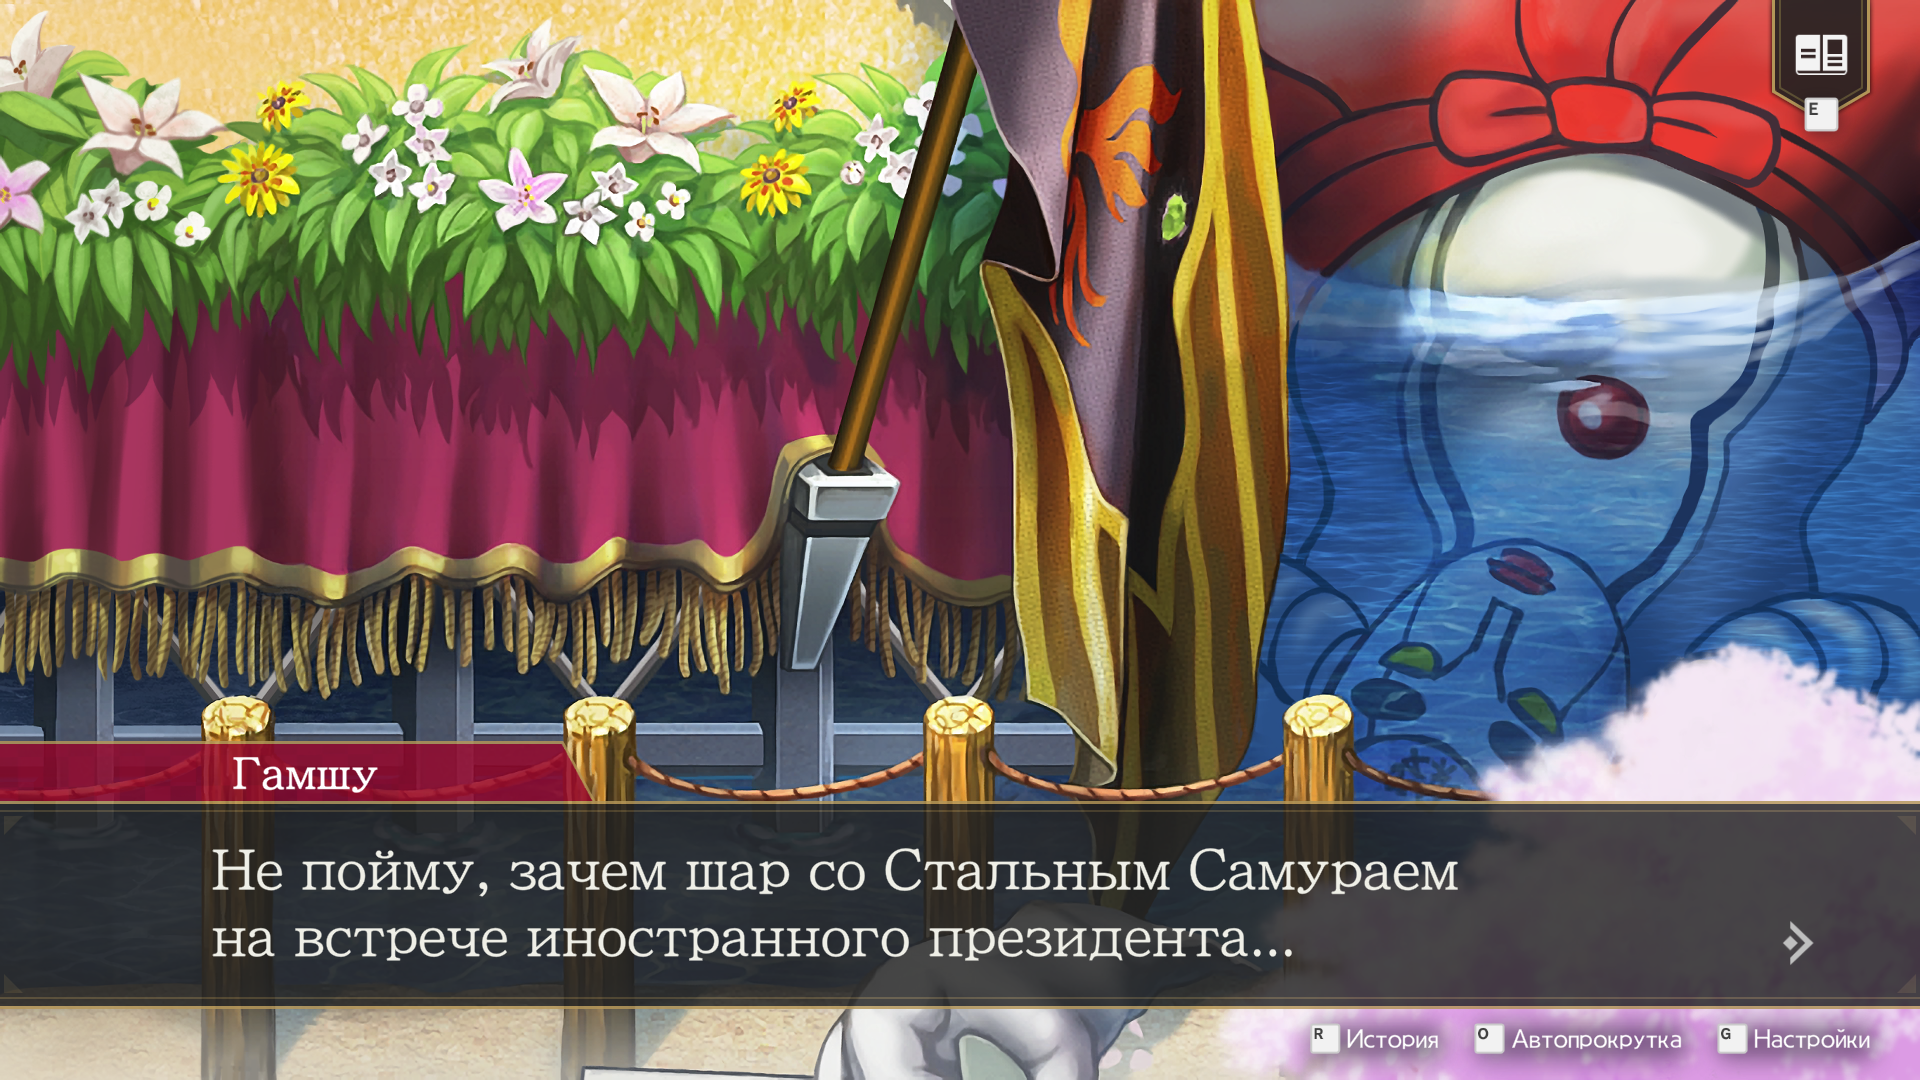 E
Гамшу
Не пойму, зачем шар со Стальным Самураем
на встрече иностранного президента...
R История O Автопрокрутка G Настройки